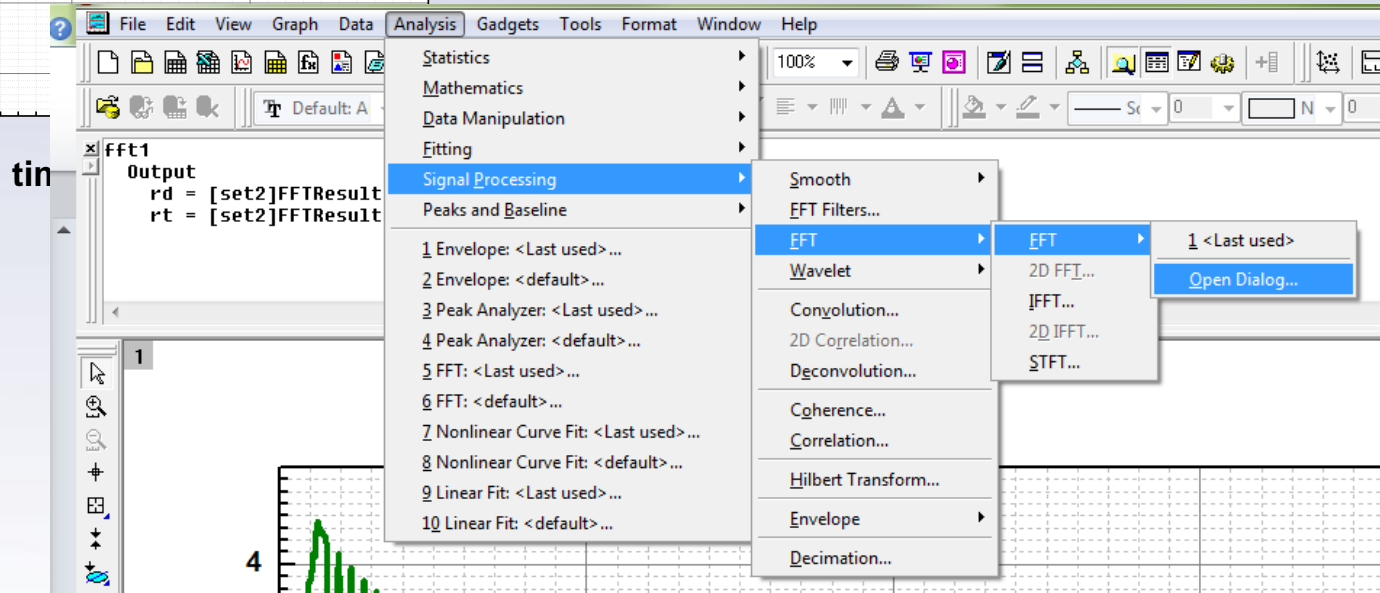 File Edit View Graph Data Analysis Gadgets Tools Format Window Help
100%
Default: A
0
N
0
fft1
Output
rd = [set2]FFTResult
rt = [set2]FFTResult
1
4
Statistics
Mathematics
Data Manipulation
Fitting
Signal Processing
Peaks and Baseline
1 Envelope: <Last used>...
2 Envelope: <default>...
3 Peak Analyzer: <Last used>...
4 Peak Analyzer: <default>...
5 FFT: <Last used>...
6 FFT: <default>...
7 Nonlinear Curve Fit: <Last used>...
8 Nonlinear Curve Fit: <default>...
9 Linear Fit: <Last used>...
10 Linear Fit: <default>...
Smooth
FFT Filters...
FFT
Wavelet
Convolution...
2D Correlation...
Deconvolution...
Coherence...
Correlation...
Hilbert Transform...
Envelope
Decimation...
FFT
2D FFT...
IFFT...
2D IFFT...
STFT...
1 <Last used>
Open Dialog...